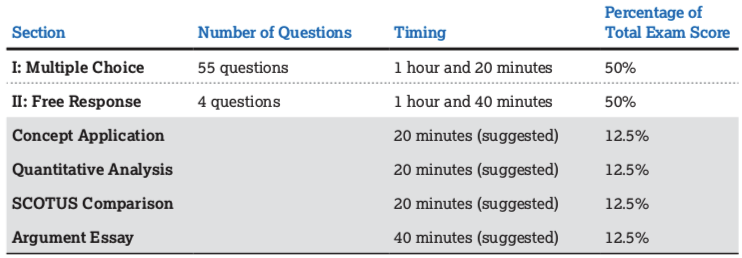 Section Number of Questions Timing Percentage of Total Exam Score
I: Multiple Choice 55 questions 1 hour and 20 minutes 50%
II: Free Response 4 questions 1 hour and 40 minutes 50%
Concept Application 20 minutes (suggested) 12.5%
Quantitative Analysis 20 minutes (suggested) 12.5%
SCOTUS Comparison 20 minutes (suggested) 12.5%
Argument Essay 40 minutes (suggested) 12.5%